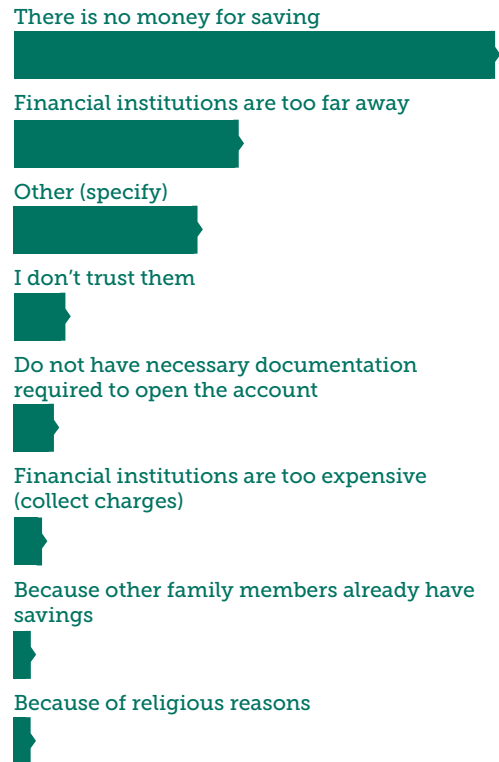 There is no money for saving
Financial institutions are too far away
Other (specify)
I don’t trust them
Do not have necessary documentation
required to open the account
Financial institutions are too expensive
(collect charges)
Because other family members already have
savings
Because of religious reasons